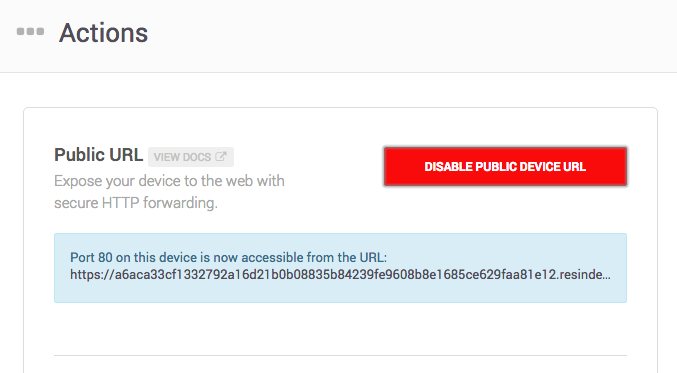 Actions
Public URL VIEW DOCS
DISABLE PUBLIC DEVICE URL
Expose your device to the web with
secure HTTP forwarding.
Port 80 on this device is now accessible from the URL:
https://a6aca33cf1332792a16d21b0b08835b84239fe9608b8e1685ce629faa81e12.resinde...